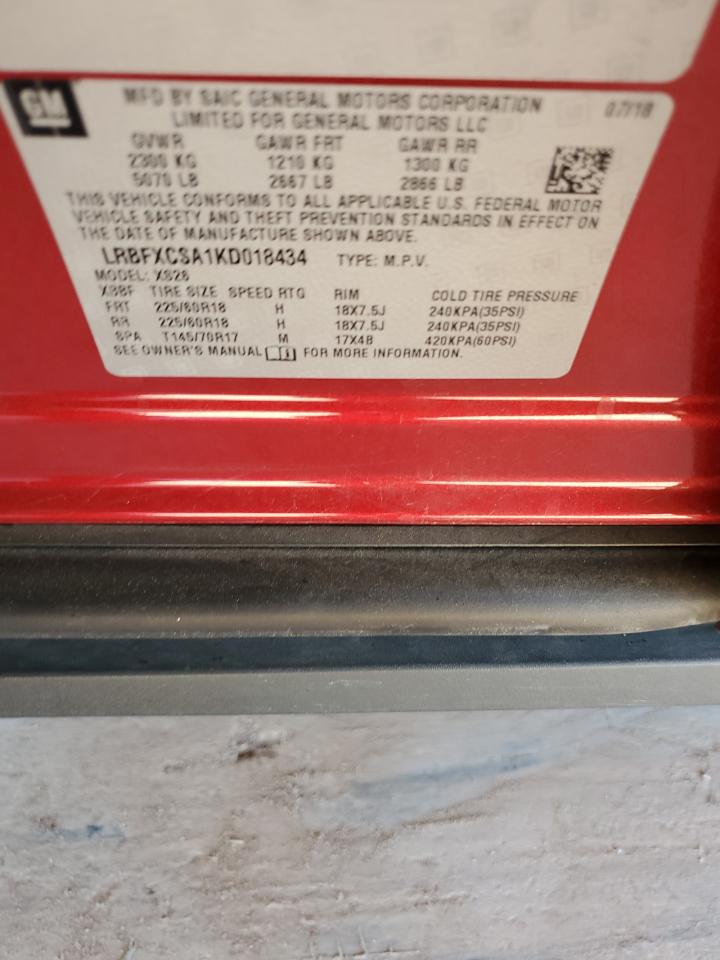 GM
MFD BY SAIC GENERAL MOTORS CORPORATION 07/18
LIMITED FOR GENERAL MOTORS LLC
GVWR GAWR FRT GAWR RR
2300 KG 1210 KG 1300 KG
5070 LB 2667 LB 2866 LB
THIS VEHICLE CONFORMS TO ALL APPLICABLE U.S. FEDERAL MOTOR
VEHICLE SAFETY AND THEFT PREVENTION STANDARDS IN EFFECT ON
THE DATE OF MANUFACTURE SHOWN ABOVE.
LRBFXCSA1KD018434 TYPE: M.P.V.
MODEL: XS26
XBBF TIRE SIZE SPEED RTG RIM COLD TIRE PRESSURE
FRT 225/60R18 H 18X7.5J 240KPA(35PSI)
RR 225/60R18 H 18X7.5J 240KPA(35PSI)
SPA T145/70R17 M 17X4B 420KPA(60PSI)
SEE OWNER'S MANUAL FOR MORE INFORMATION.